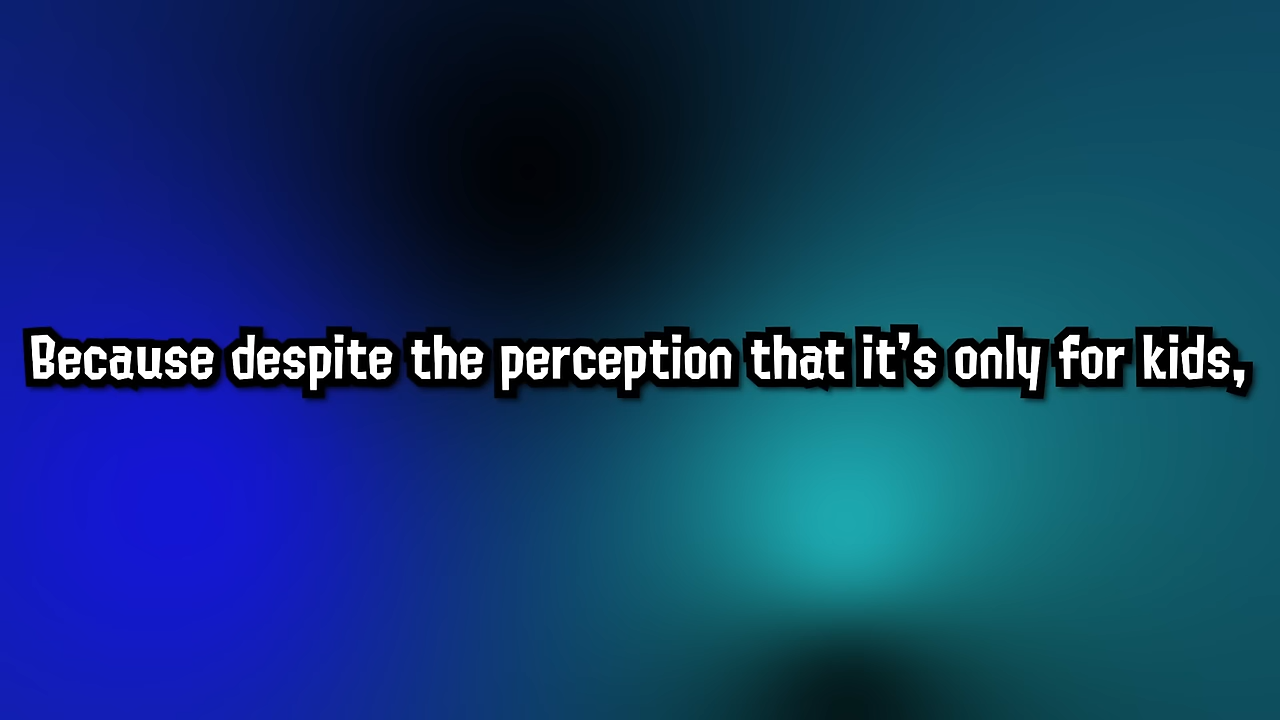 Because despite the perception that it’s only for kids,